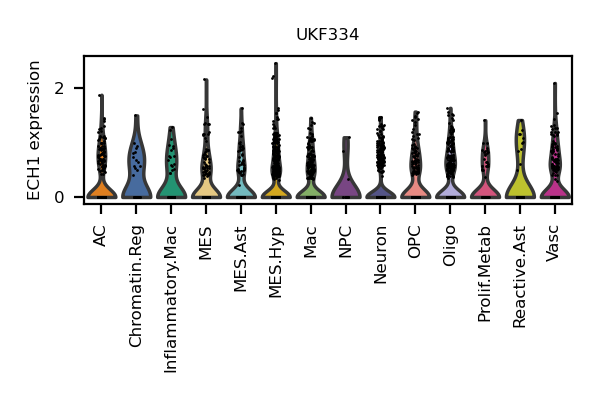 UKF334
ECH1 expression
2
0
AC
Chromatin.Reg
Inflammatory.Mac
MES
MES.Ast
MES.Hyp
Mac
NPC
Neuron
OPC
Oligo
Prolif.Metab
Reactive.Ast
Vasc